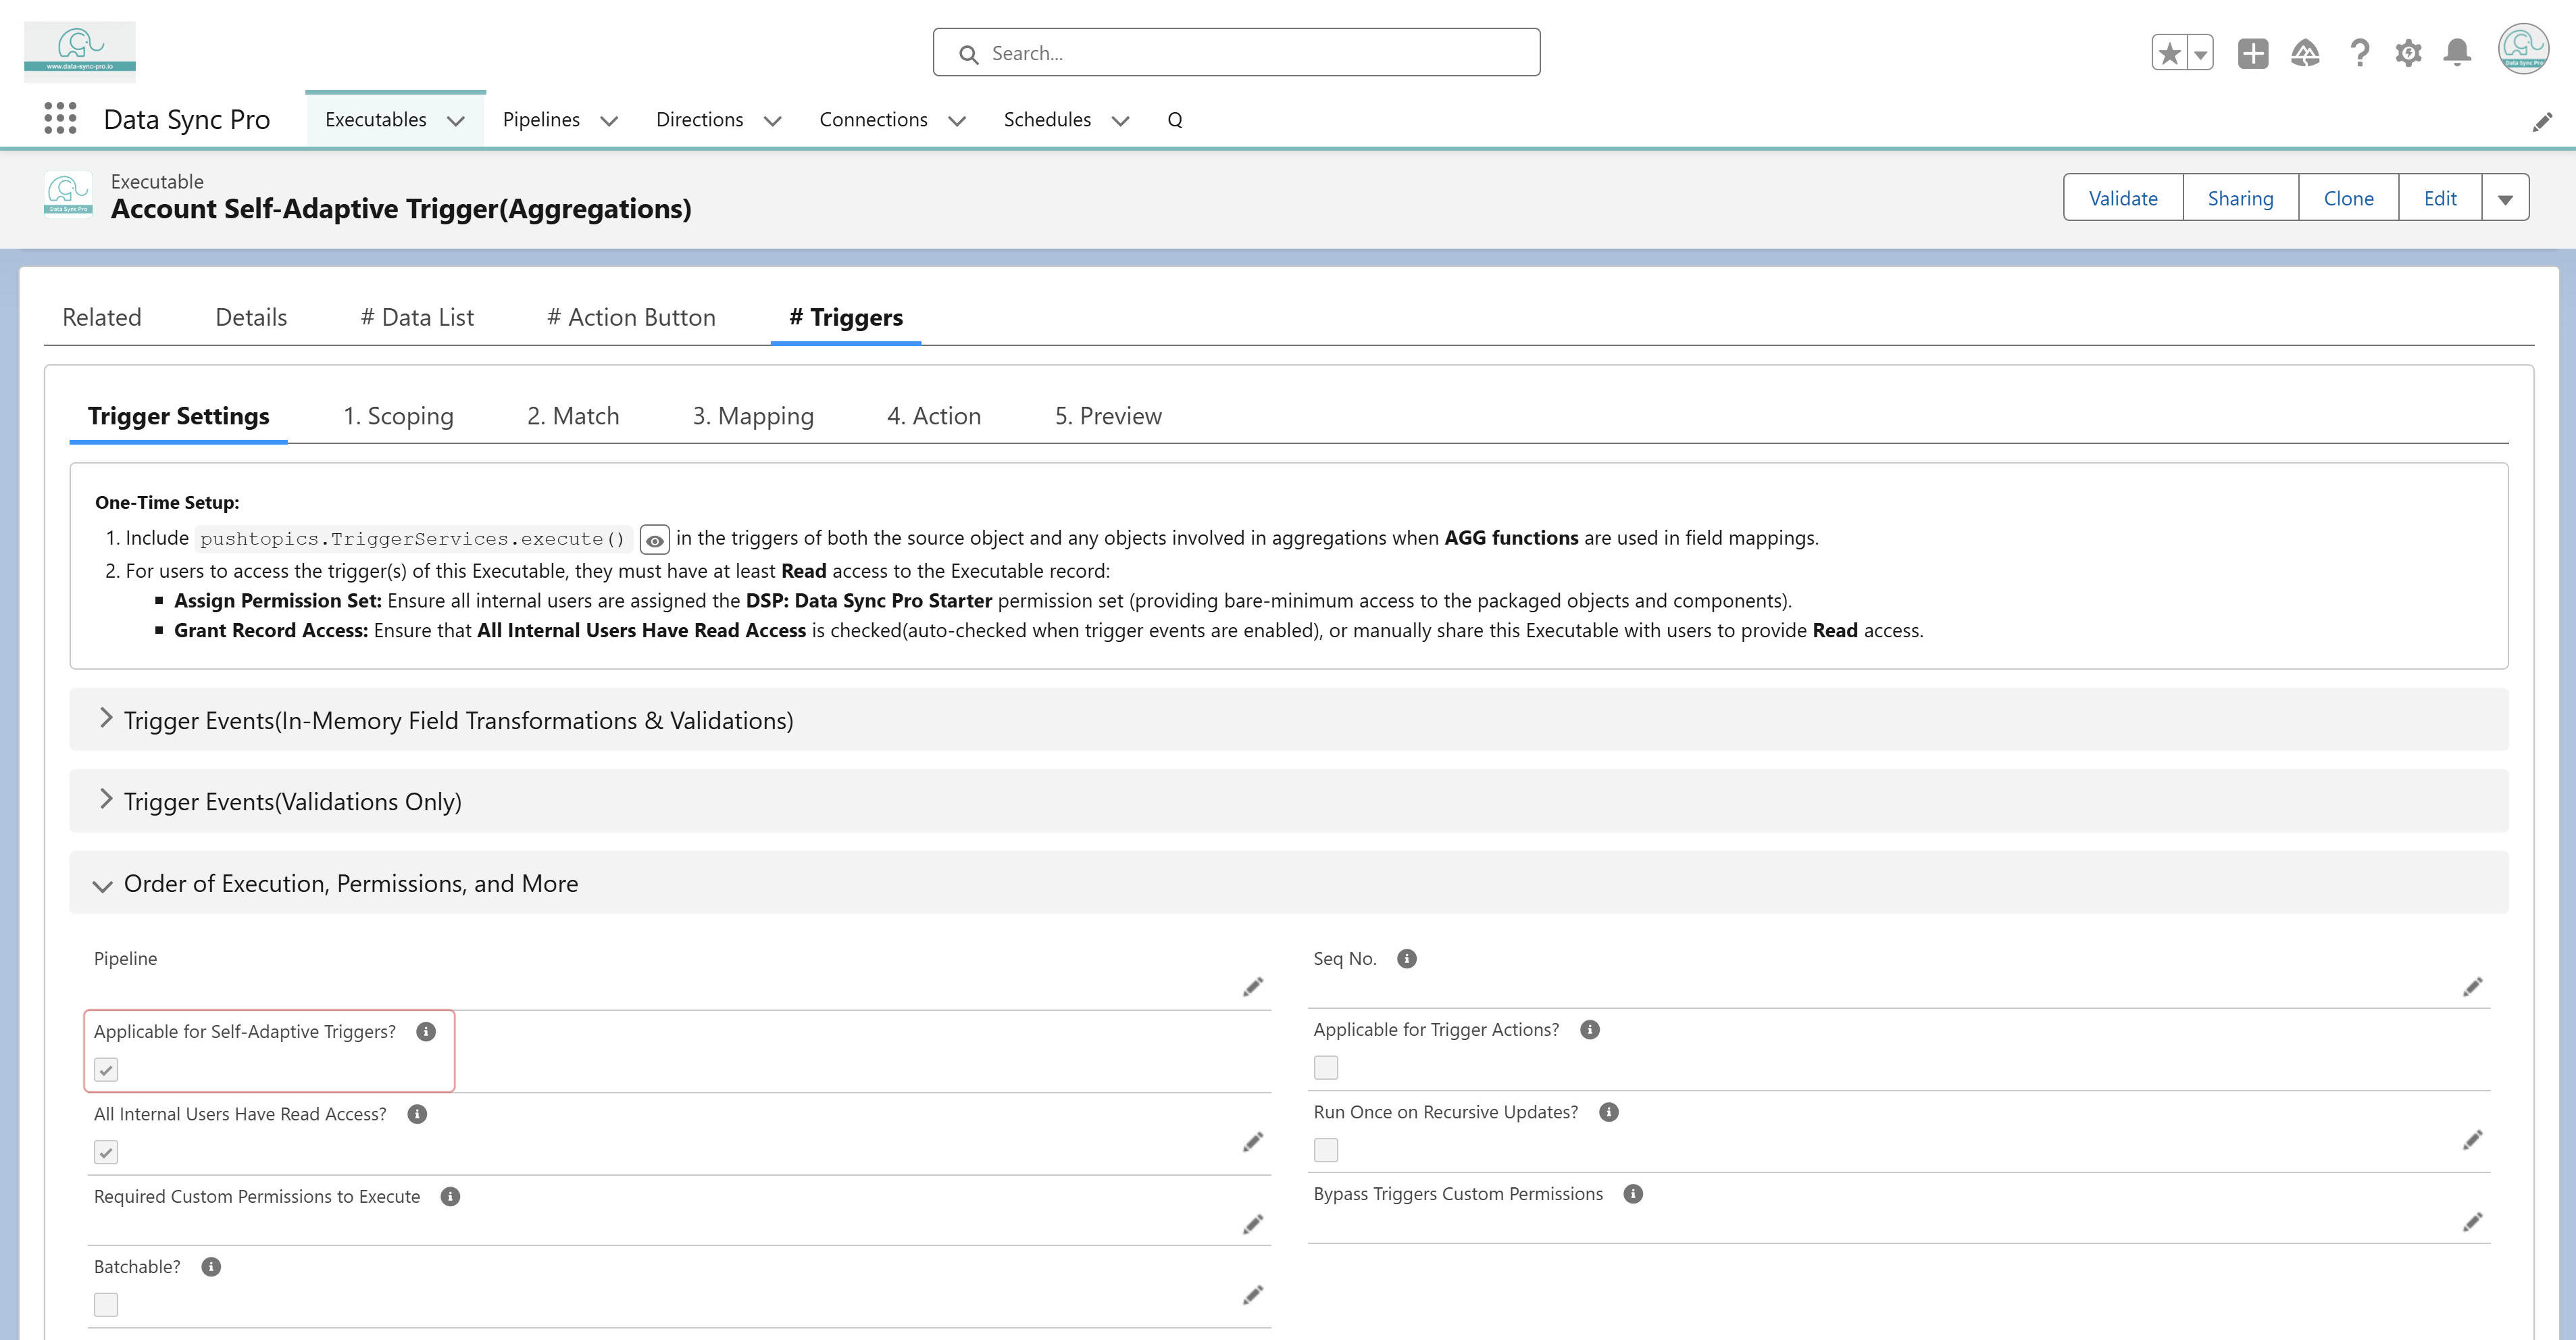 www.data-sync-pro.io
Search...
Data Sync Pro
Executables
Pipelines
Directions
Connections
Schedules
Q
Data Sync Pro
Data Sync Pro
Executable
Account Self-Adaptive Trigger(Aggregations)
Validate
Sharing
Clone
Edit
Related
Details
# Data List
# Action Button
# Triggers
Trigger Settings
1. Scoping
2. Match
3. Mapping
4. Action
5. Preview
One-Time Setup:
1. Include pushtopics.TriggerServices.execute() in the triggers of both the source object and any objects involved in aggregations when AGG functions are used in field mappings.
2. For users to access the trigger(s) of this Executable, they must have at least Read access to the Executable record:
▪ Assign Permission Set: Ensure all internal users are assigned the DSP: Data Sync Pro Starter permission set (providing bare-minimum access to the packaged objects and components).
▪ Grant Record Access: Ensure that All Internal Users Have Read Access is checked(auto-checked when trigger events are enabled), or manually share this Executable with users to provide Read access.
Trigger Events(In-Memory Field Transformations & Validations)
Trigger Events(Validations Only)
Order of Execution, Permissions, and More
Pipeline
Seq No.
Applicable for Self-Adaptive Triggers?
Applicable for Trigger Actions?
All Internal Users Have Read Access?
Run Once on Recursive Updates?
Required Custom Permissions to Execute
Bypass Triggers Custom Permissions
Batchable?